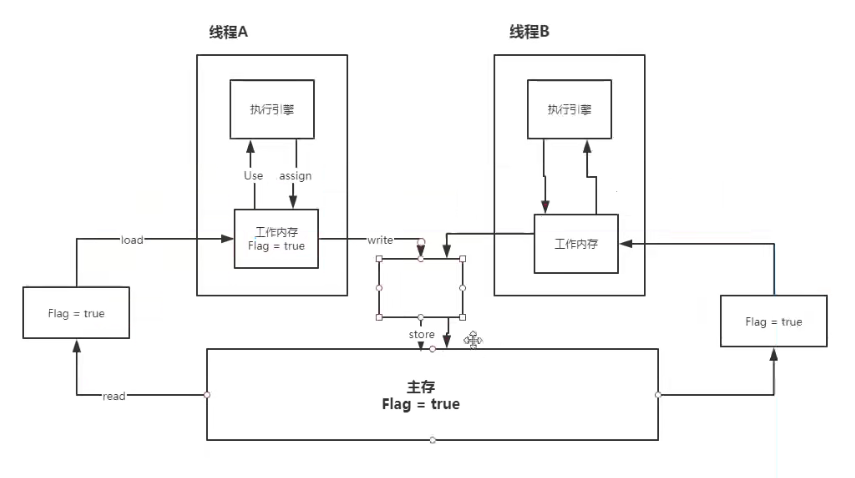 线程A
线程B
执行引擎
执行引擎
Use
assign
工作内存
Flag = true
工作内存
load
write
Flag = true
Flag = true
store
read
主存
Flag = true